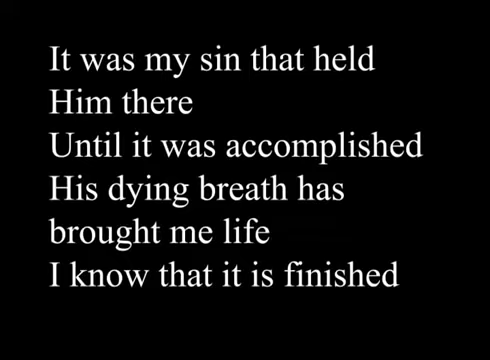 It was my sin that held
Him there
Until it was accomplished
His dying breath has
brought me life
I know that it is finished